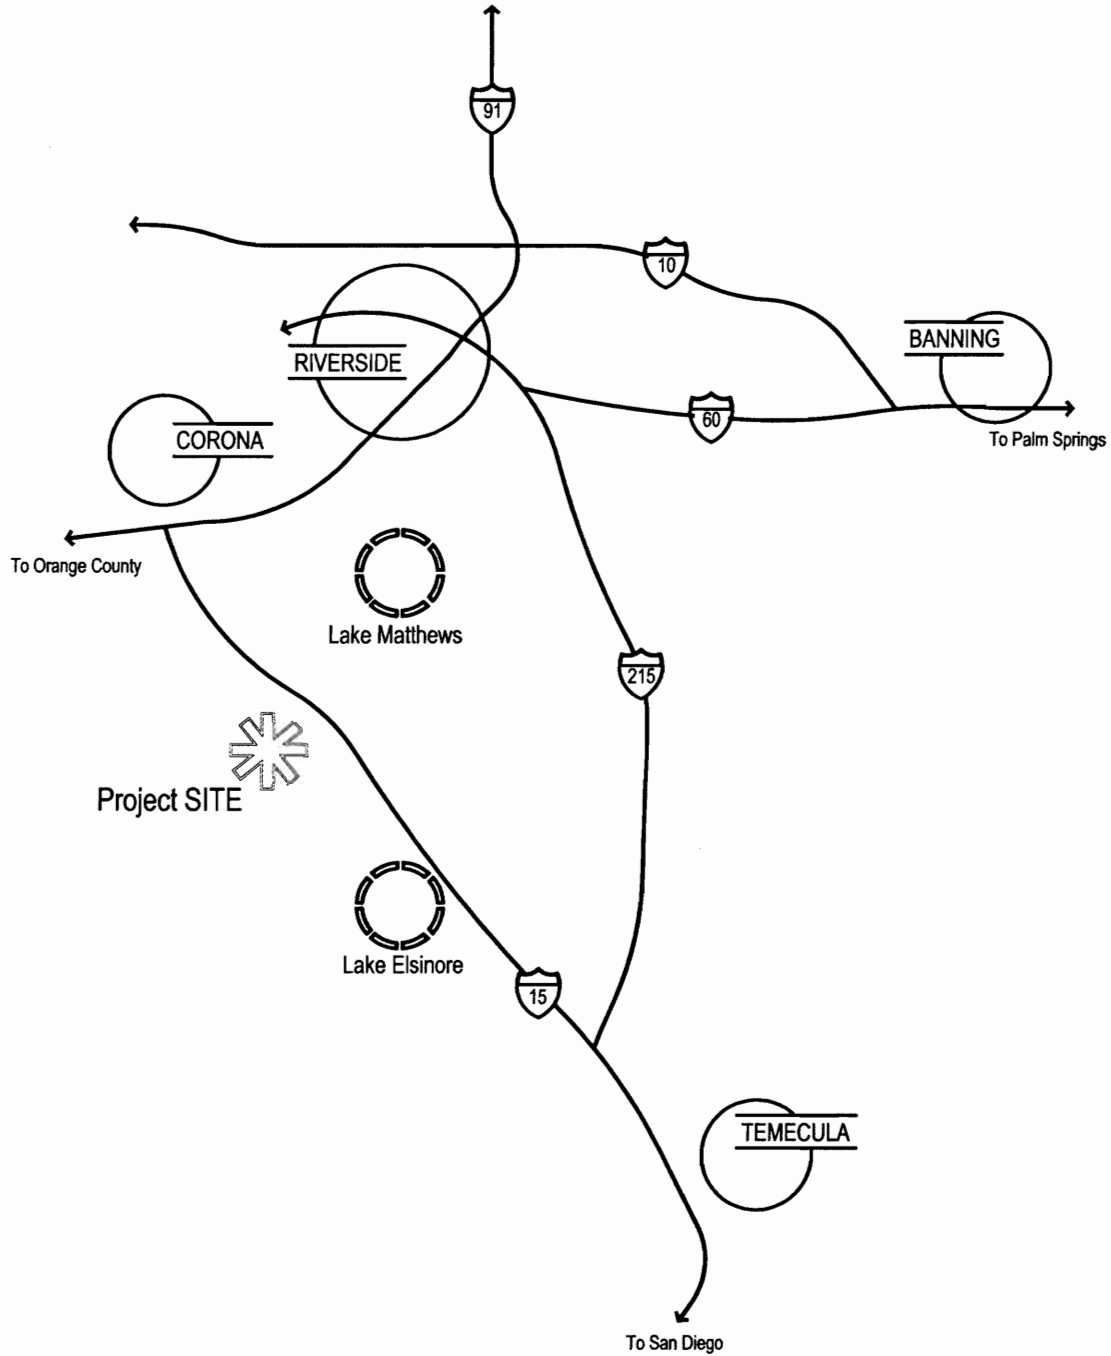 91
10
BANNING
RIVERSIDE
60
CORONA
To Palm Springs
To Orange County
Lake Matthews
215
Project SITE
Lake Elsinore
15
TEMECULA
To San Diego